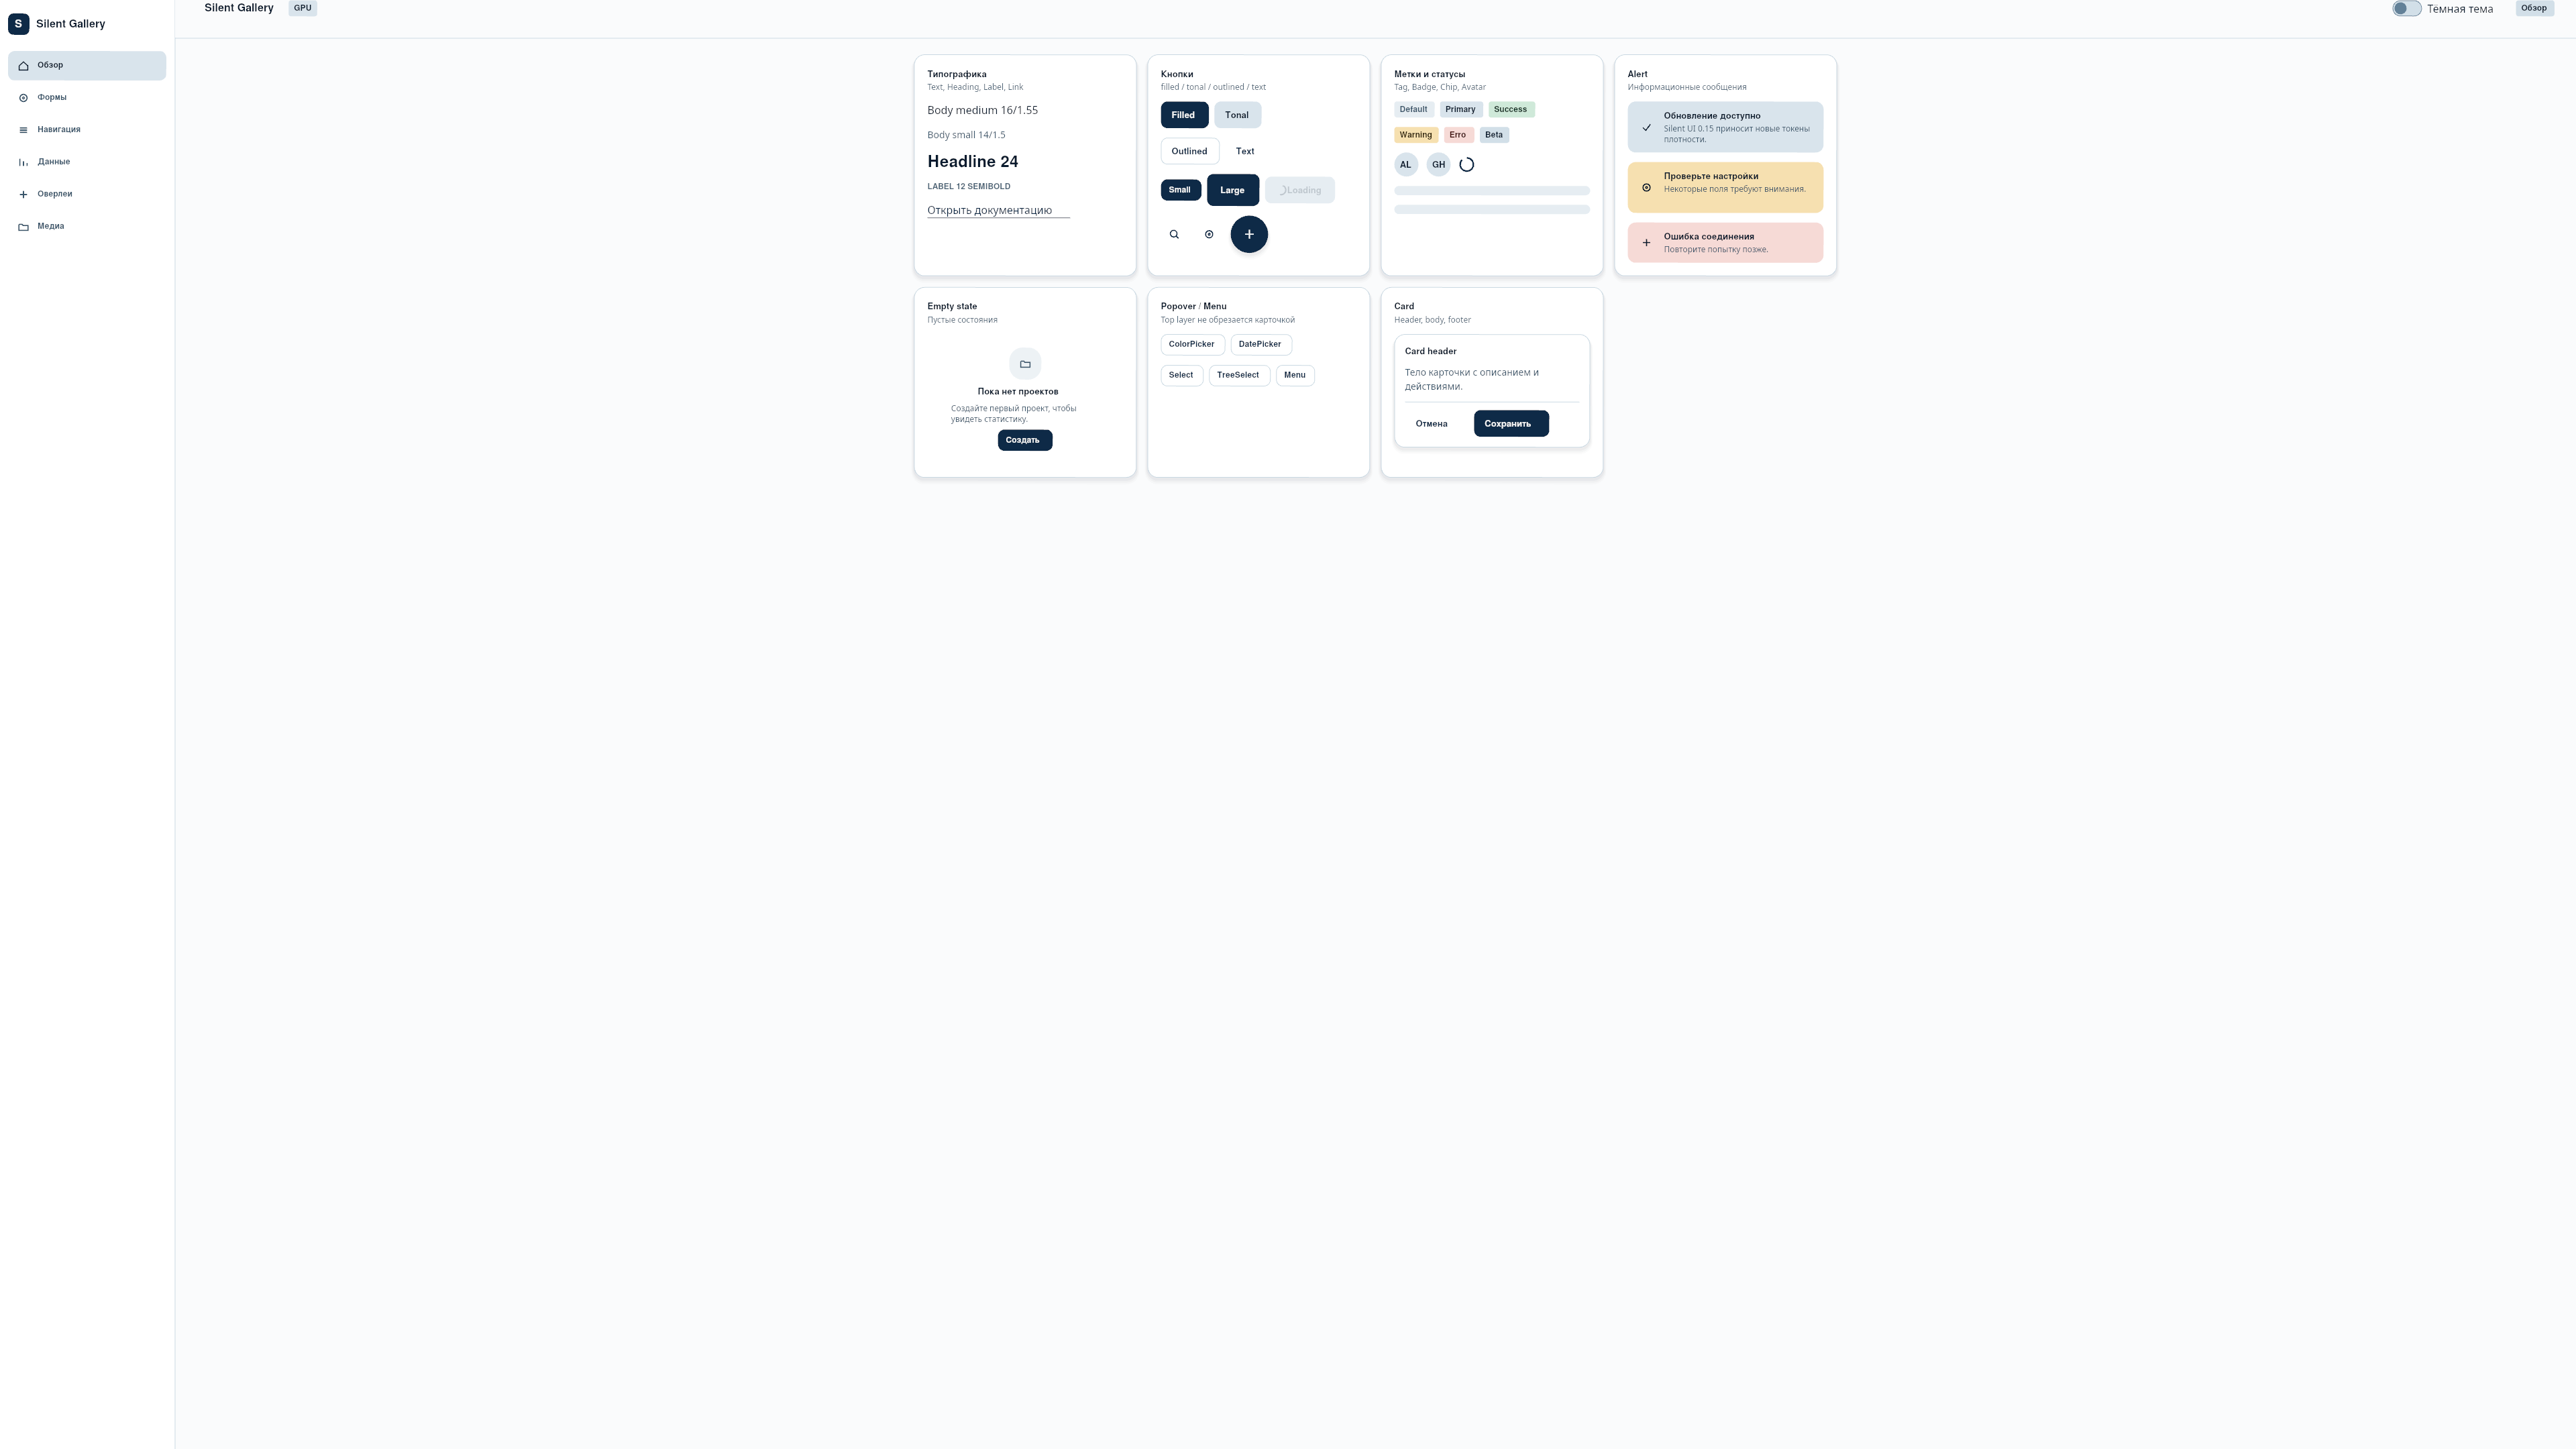 S
Silent Gallery
Обзор
Формы
Навигация
Данные
Оверлеи
Медиа
Silent Gallery
GPU
Тёмная тема
Обзор
Типографика
Text, Heading, Label, Link
Body medium 16/1.55
Body small 14/1.5
Headline 24
LABEL 12 SEMIBOLD
Открыть документацию
Кнопки
filled / tonal / outlined / text
Filled
Tonal
Outlined
Text
Small
Large
Loading
Метки и статусы
Tag, Badge, Chip, Avatar
Default
Primary
Success
Warning
Erro
Beta
AL
GH
Alert
Информационные сообщения
Обновление доступно
Silent UI 0.15 приносит новые токены
плотности.
Проверьте настройки
Некоторые поля требуют внимания.
Ошибка соединения
Повторите попытку позже.
Empty state
Пустые состояния
Пока нет проектов
Создайте первый проект, чтобы
увидеть статистику.
Создать
Popover / Menu
Top layer не обрезается карточкой
ColorPicker
DatePicker
Select
TreeSelect
Menu
Card
Header, body, footer
Card header
Тело карточки с описанием и
действиями.
Отмена
Сохранить